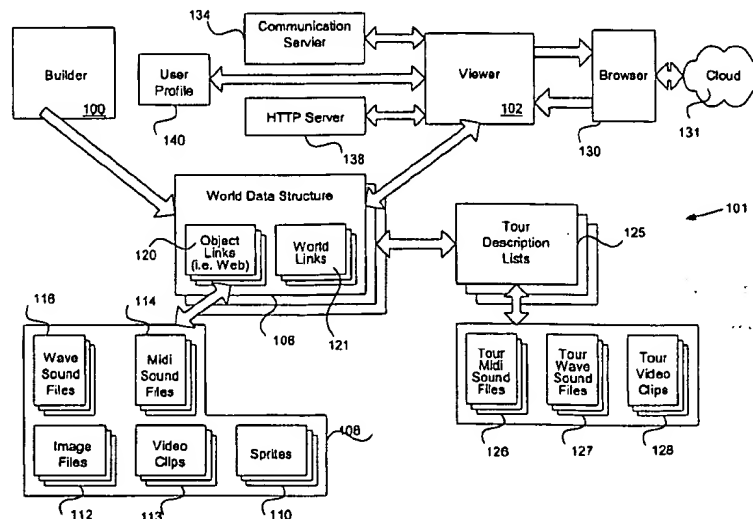 134
Communication
Servier
Builder
100
User
Profile
140
HTTP Server
138
Viewer
102
Browser
130
Cloud
131
World Data Structure
120
Object
Links
(i.e. Web)
World
Links
121
106
Tour
Description
Lists
125
101
116
114
Wave
Sound
Files
Midi
Sound
Files
108
Image
Files
Video
Clips
Sprites
112
113
110
Tour
Midi
Sound
Files
Tour
Wave
Sound
Files
Tour
Video
Clips
126
127
128